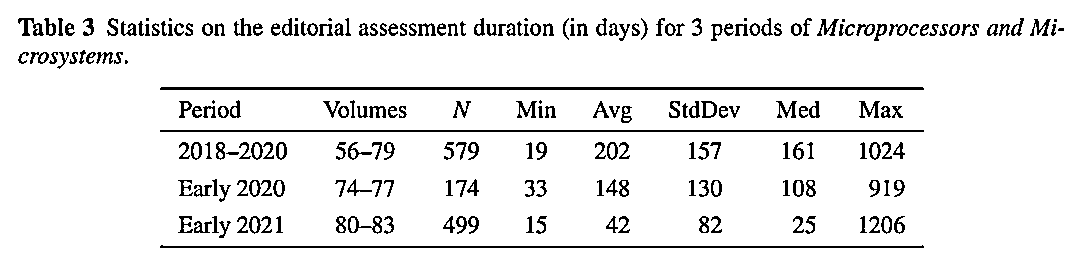 Table 3 Statistics on the editorial assessment duration (in days) for 3 periods of Microprocessors and Mi-
crosystems.
Period Volumes N Min Avg StdDev Med Max
2018–2020 56–79 579 19 202 157 161 1024
Early 2020 74–77 174 33 148 130 108 919
Early 2021 80–83 499 15 42 82 25 1206